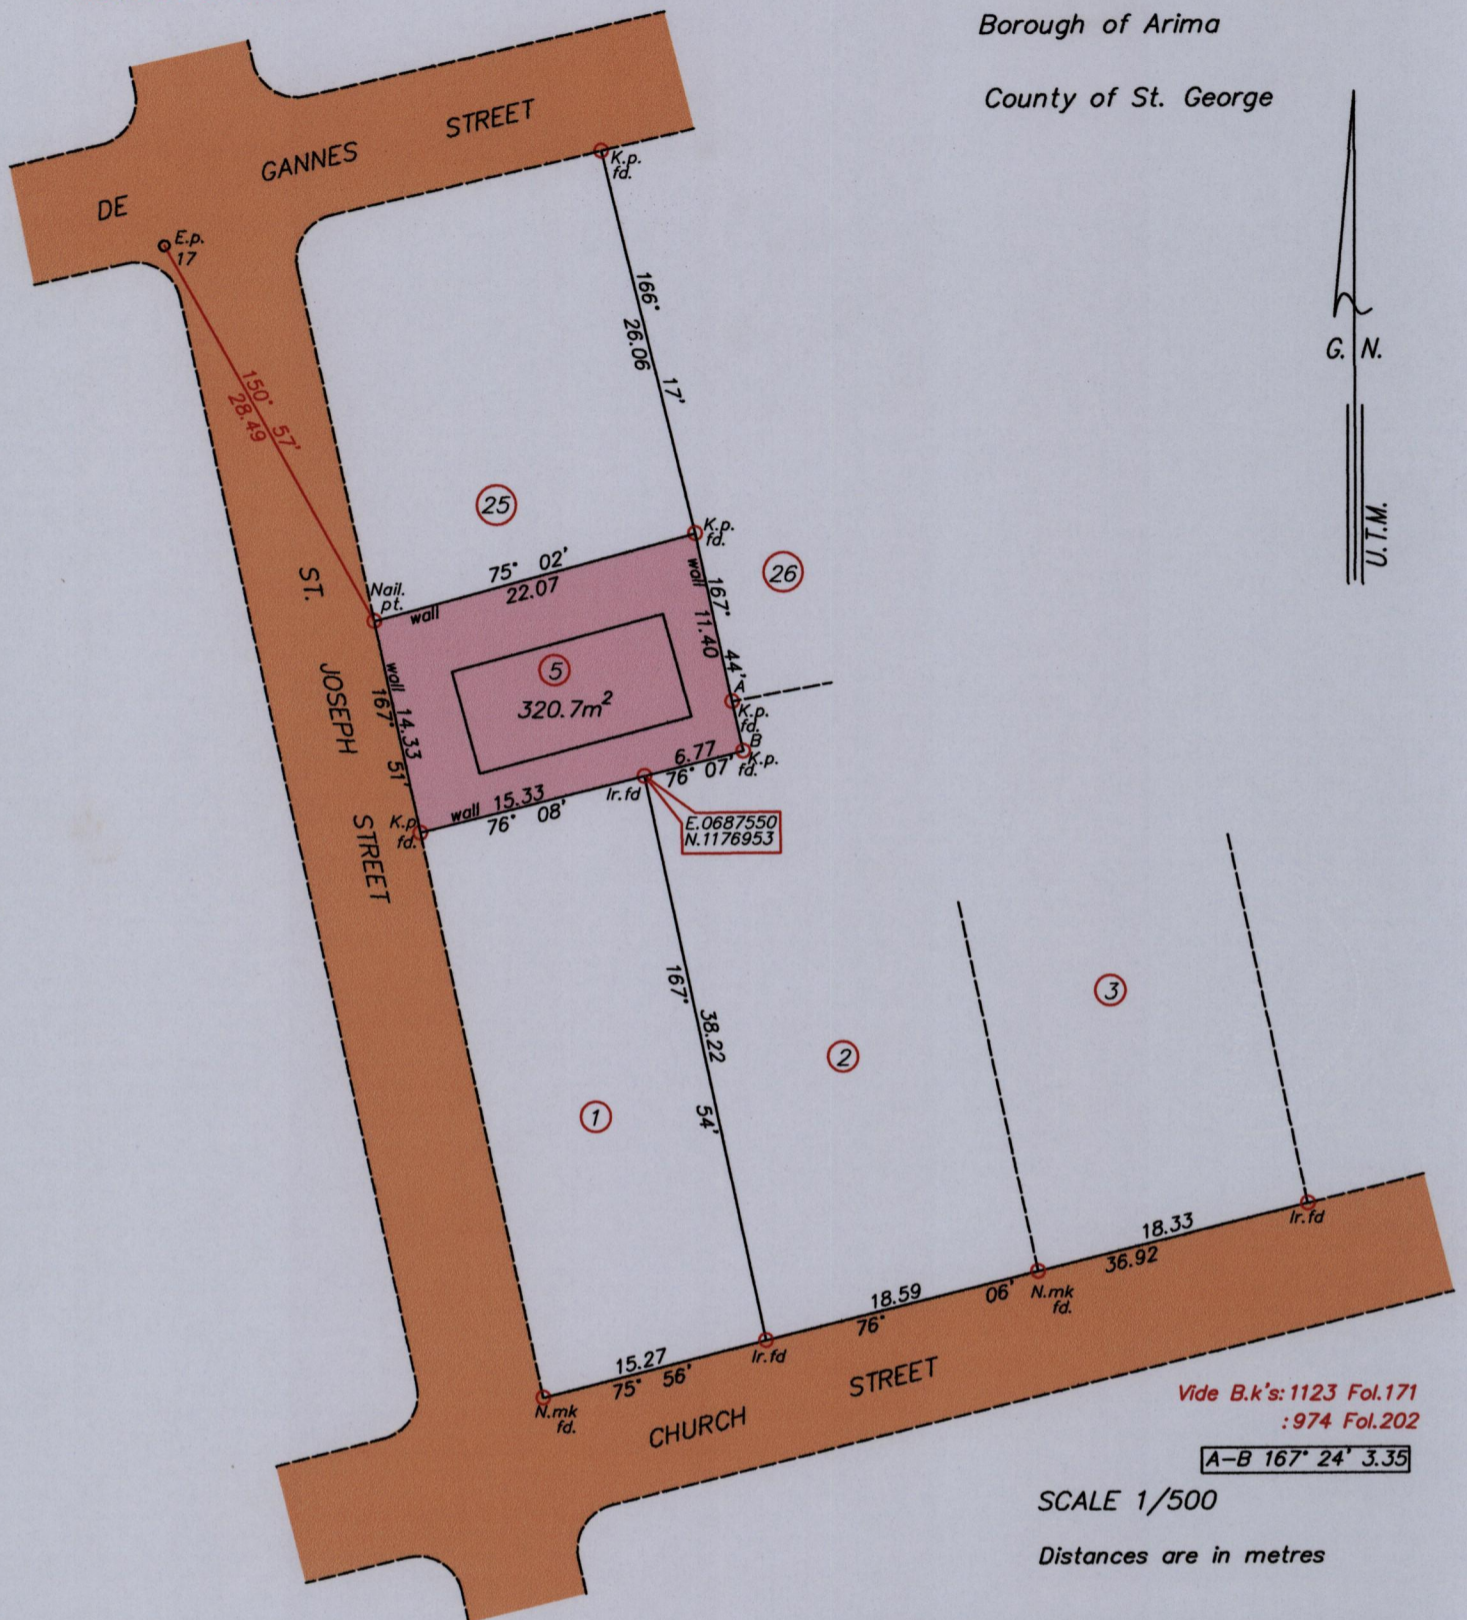 Borough of Arima
County of St. George
DE GANNES STREET
K.p.
fd.
E.p.
17
G. N.
166° 17'
26.06
150° 57'
28.49
U.T.M.
25
K.p.
fd.
26
75° 02'
22.07
Nail.
pt.
wall
wall
167° 44'
11.40
ST. JOSEPH STREET
wall
167° 51'
14.33
5
320.7m²
A
K.p.
fd.
B
K.p.
fd.
6.77
76° 07'
Ir.fd
wall
15.33
76° 08'
K.p.
fd.
E.0687550
N.1176953
167° 54'
38.22
3
2
1
18.33
36.92
Ir.fd
18.59
76° 06'
N.mk
fd.
15.27
75° 56'
Ir.fd
N.mk
fd.
CHURCH STREET
Vide B.k's: 1123 Fol.171
: 974 Fol.202
A-B 167° 24' 3.35
SCALE 1/500
Distances are in metres